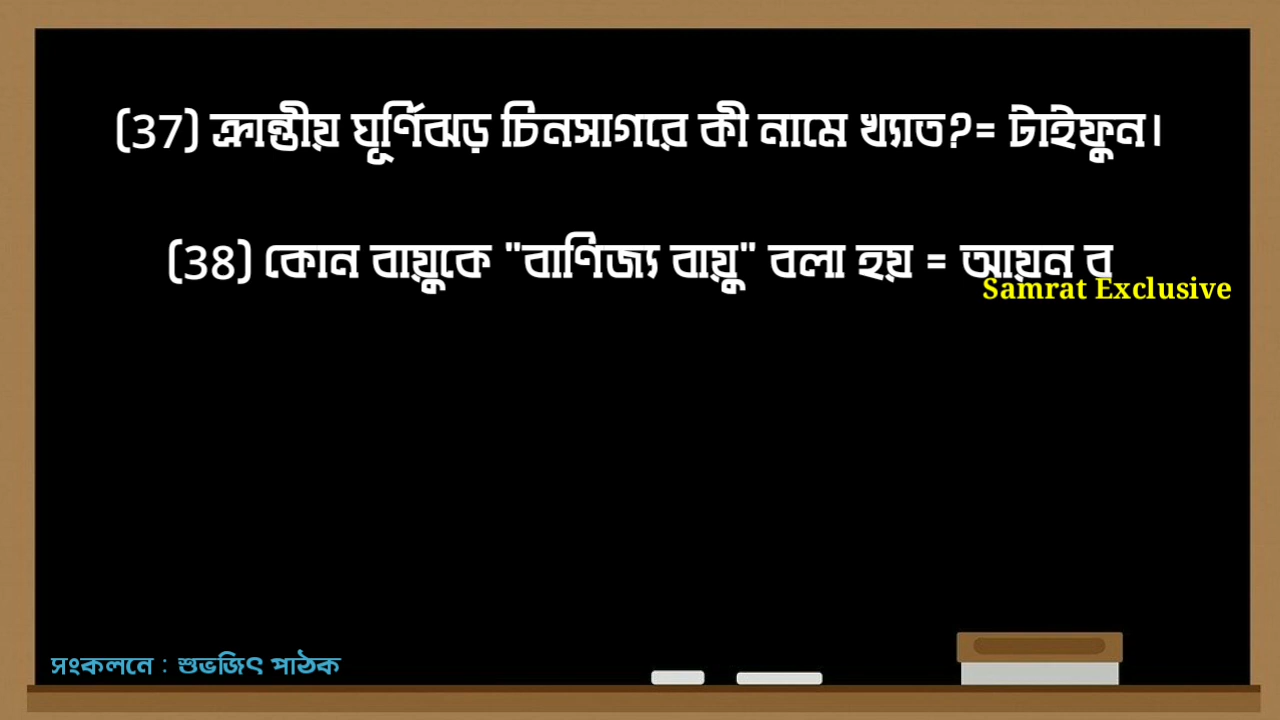 (37) ক্রান্তীয় ঘূর্ণিঝড় চিনসাগরে কী নামে খ্যাত?= টাইফুন।
(38) কোন বায়ুকে "বাণিজ্য বায়ু" বলা হয় = আয়ন ব
Samrat Exclusive
সংকলনে : শুভজিৎ পাঠক